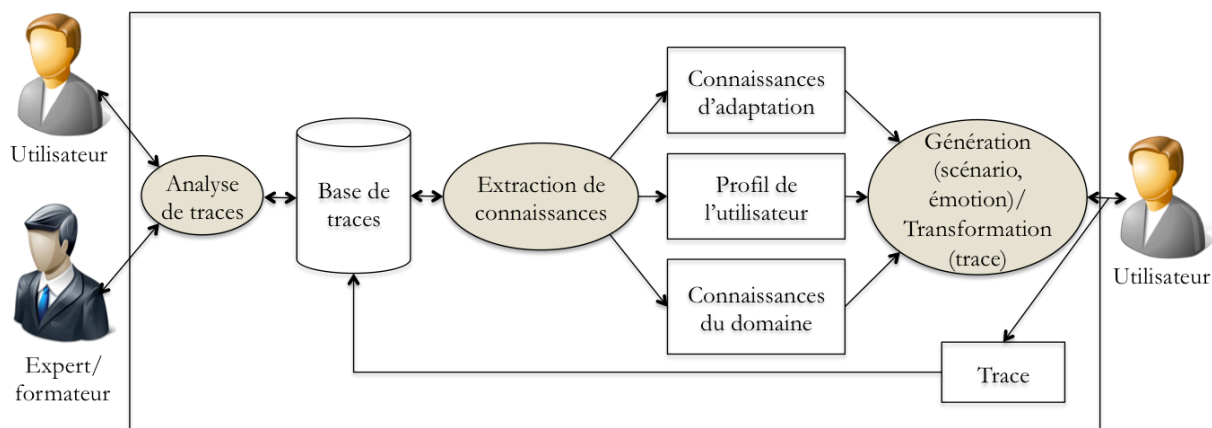 Utilisateur
Expert/
formateur
Analyse
de traces
Base de
traces
Extraction de
connaissances
Connaissances
d'adaptation
Profil de
l'utilisateur
Connaissances
du domaine
Génération
(scénario,
émotion)/
Transformation
(trace)
Trace
Utilisateur